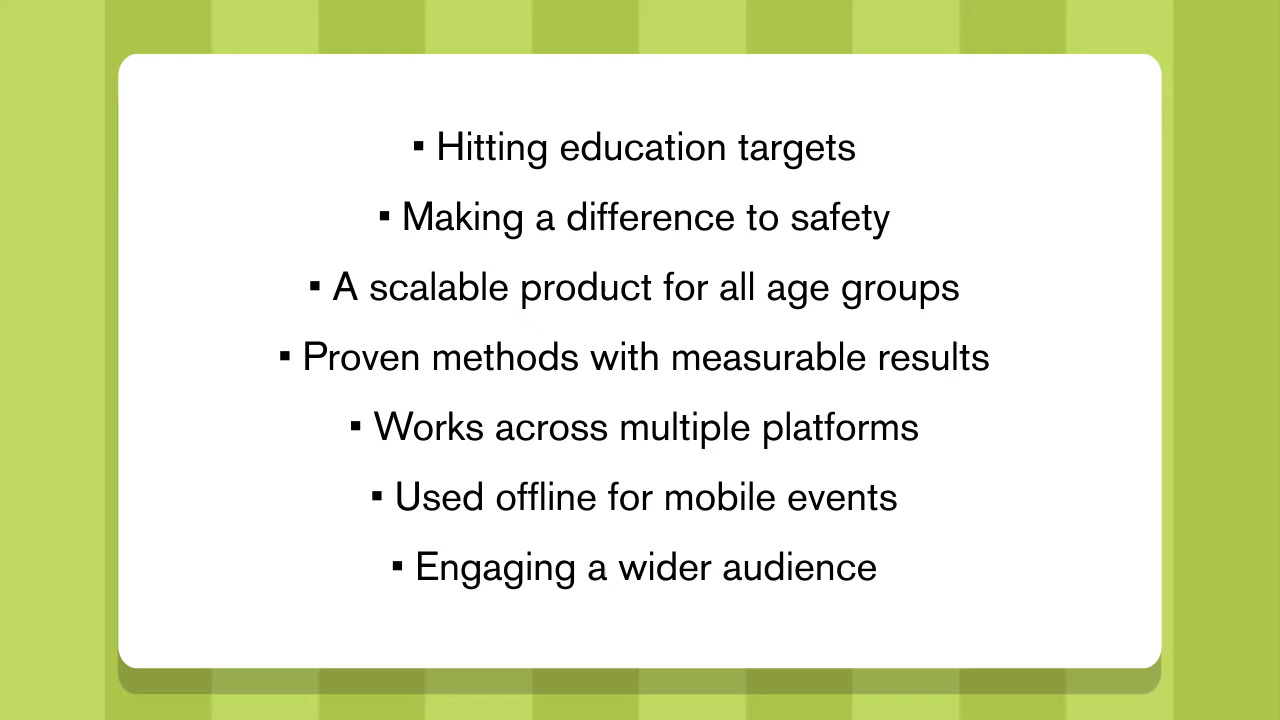 ▪ Hitting education targets
▪ Making a difference to safety
▪ A scalable product for all age groups
▪ Proven methods with measurable results
▪ Works across multiple platforms
▪ Used offline for mobile events
▪ Engaging a wider audience